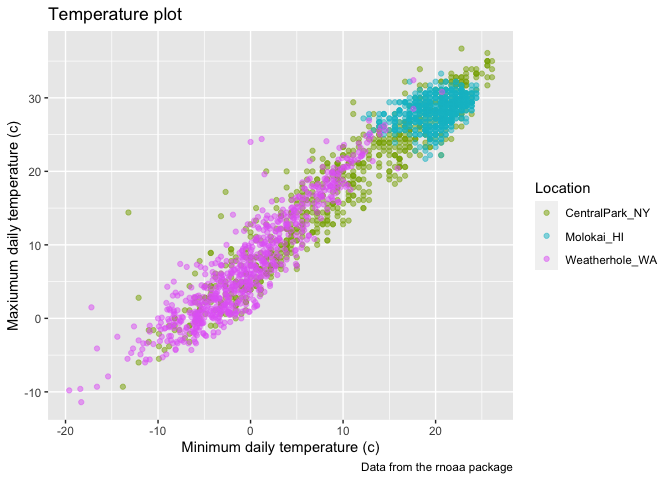 Temperature plot
Maxiumum daily temperature (c)
30
20
10
0
-10
-20
-10
0
10
20
Minimum daily temperature (c)
Location
CentralPark_NY
Molokai_HI
Weatherhole_WA
Data from the rnoaa package